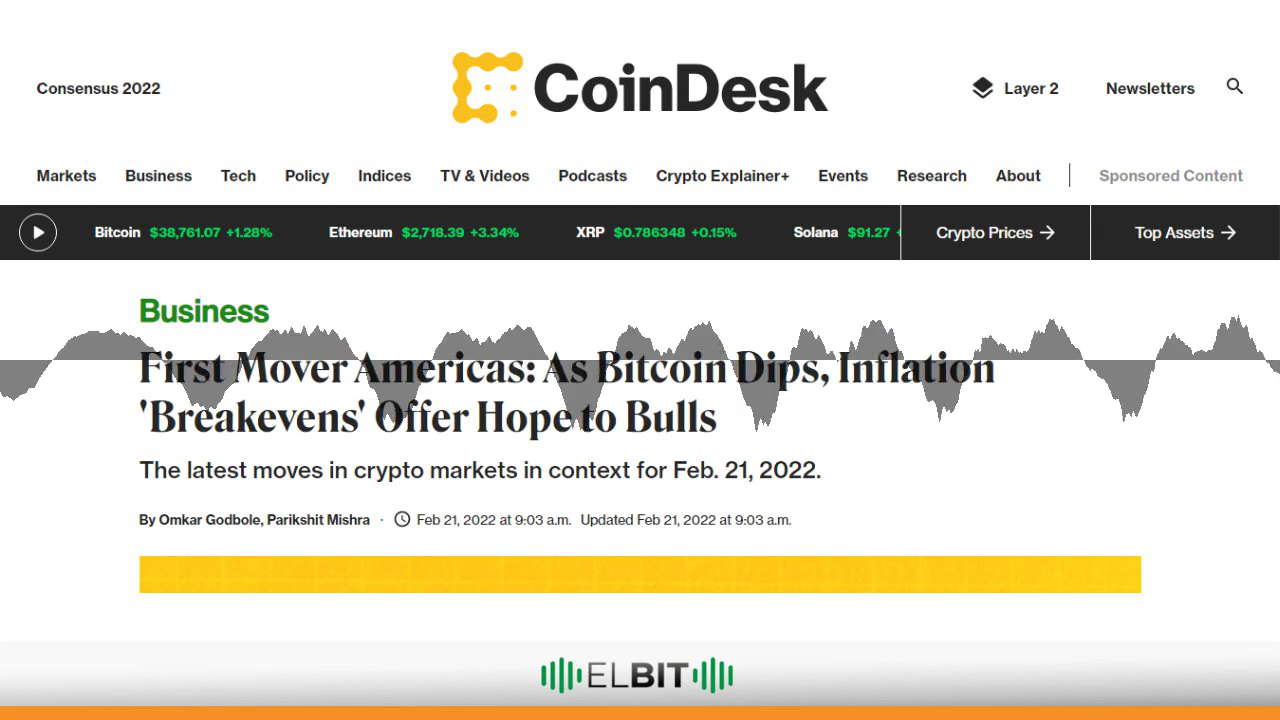 Consensus 2022
CoinDesk
Layer 2
Newsletters
Markets Business Tech Policy Indices TV & Videos Podcasts Crypto Explainer+ Events Research About Sponsored Content
Bitcoin $38,761.07 +1.28% Ethereum $2,718.39 +3.34% XRP $0.786348 +0.15% Solana $91.27 Crypto Prices → Top Assets →
Business
First Mover Americas: As Bitcoin Dips, Inflation
'Breakevens' Offer Hope to Bulls
The latest moves in crypto markets in context for Feb. 21, 2022.
By Omkar Godbole, Parikshit Mishra · Feb 21, 2022 at 9:03 a.m. Updated Feb 21, 2022 at 9:03 a.m.
ELBIT